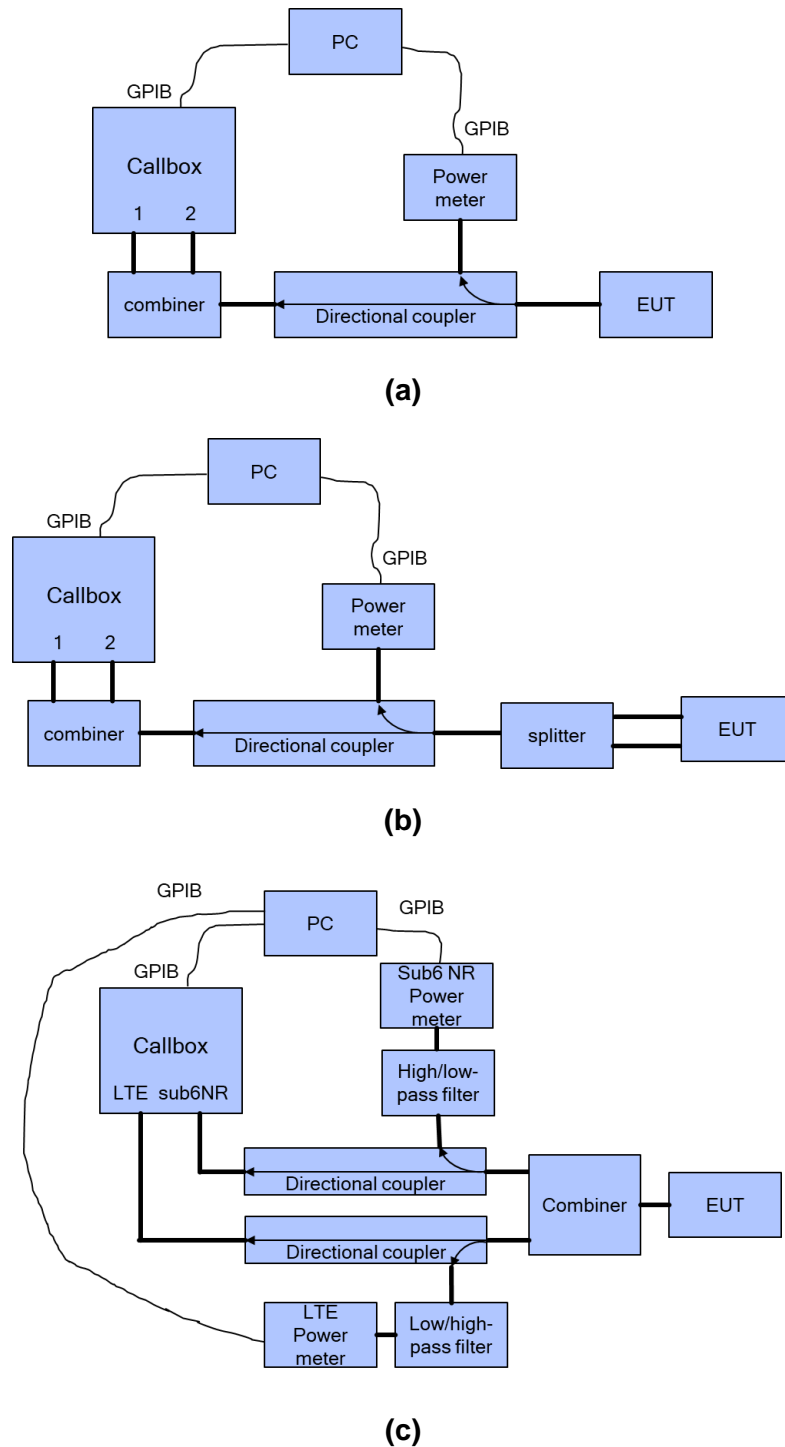 PC
GPIB
GPIB
Callbox
1 2
Power
meter
combiner
Directional coupler
EUT
(a)
PC
GPIB
GPIB
Callbox
1 2
Power
meter
combiner
Directional coupler
splitter
EUT
(b)
GPIB
PC
GPIB
GPIB
Sub6 NR
Power
meter
Callbox
LTE sub6NR
High/low-
pass filter
Directional coupler
Combiner
EUT
Directional coupler
LTE
Power
meter
Low/high-
pass filter
(c)